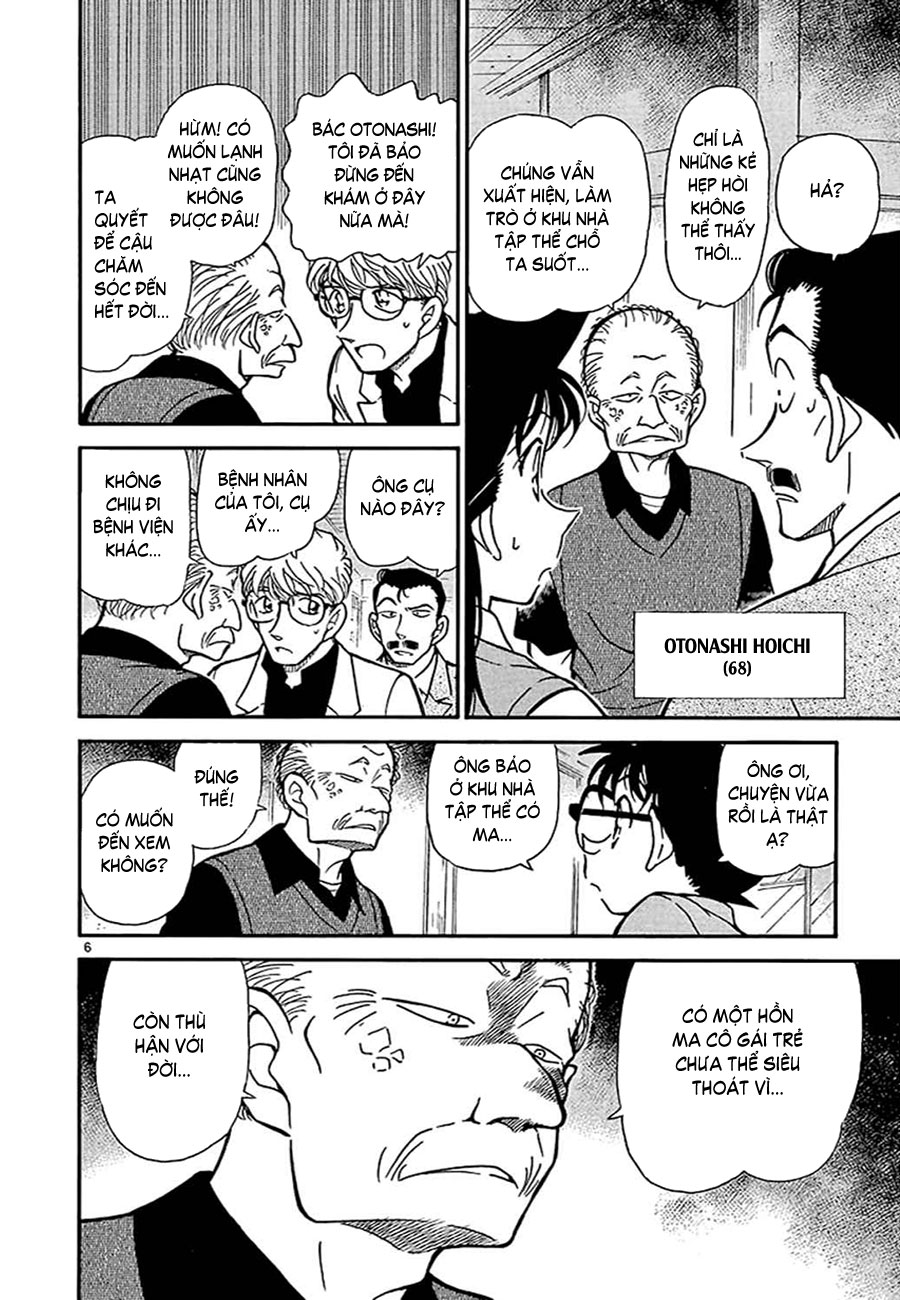 HẢ?
CHỈ LÀ
NHỮNG KẺ
HẸP HÒI
KHÔNG
THỂ THẤY
THÔI...
CHÚNG VẪN
XUẤT HIỆN, LÀM
TRÒ Ở KHU NHÀ
TẬP THỂ CHỖ
TA SUỐT...
OTONASHI HOICHI
(68)
BÁC OTONASHI!
TÔI ĐÃ BẢO
ĐỪNG ĐẾN
KHÁM Ở ĐÂY
NỮA MÀ!
HỪM! CÓ
MUỐN LẠNH
NHẠT CŨNG
KHÔNG
ĐƯỢC ĐÂU!
TA
QUYẾT
ĐỂ CẬU
CHĂM
SÓC ĐẾN
HẾT ĐỜI...
ÔNG CỤ
NÀO ĐÂY?
BỆNH NHÂN
CỦA TÔI, CỤ
ẤY...
KHÔNG
CHỊU ĐI
BỆNH VIỆN
KHÁC...
ÔNG ƠI,
CHUYỆN VỪA
RỒI LÀ THẬT
Ạ?
ÔNG BẢO
Ở KHU NHÀ
TẬP THỂ CÓ
MA...
ĐÚNG
THẾ!
CÓ MUỐN
ĐẾN XEM
KHÔNG?
6
CÓ MỘT HỒN
MA CÔ GÁI TRẺ
CHƯA THỂ SIÊU
THOÁT VÌ...
CÒN THÙ
HẬN VỚI
ĐỜI...